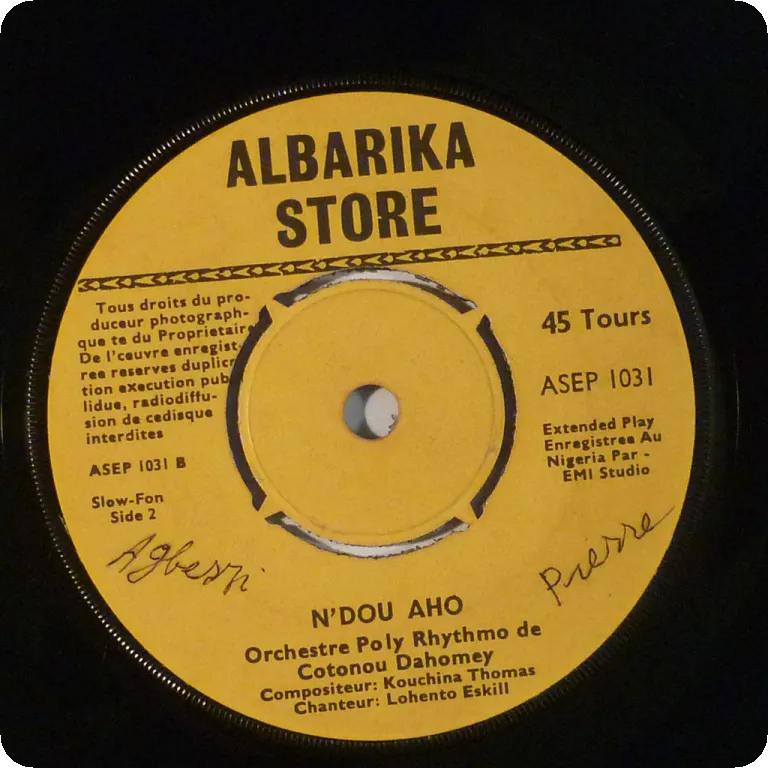 ALBARIKA
STORE
Tous droits du pro-
duceur photograph-
que te du Proprietaire
De l'cœuvre enregist-
ree reserves duplica
tion execution pub
lidue, radiodiffu-
sion de cedisque
interdites
ASEP 1031 B
Slow-Fon
Side 2
45 Tours
ASEP 1031
Extended Play
Enregistree Au
Nigeria Par -
EMI Studio
Agbessi
Pierre
N'DOU AHO
Orchestre Poly Rhythmo de
Cotonou Dahomey
Compositeur: Kouchina Thomas
Chanteur: Lohento Eskill